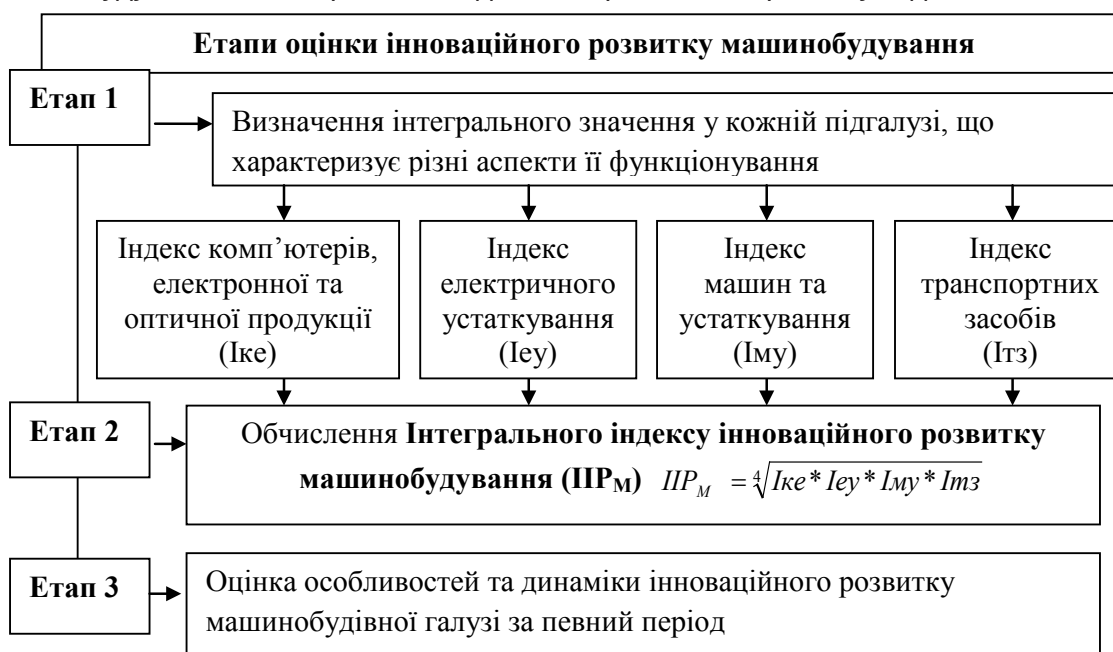 Етапи оцінки інноваційного розвитку машинобудування
Етап 1
Визначення інтегрального значення у кожній підгалузі, що
характеризує різні аспекти її функціонування
Індекс комп’ютерів,
електронної та
оптичної продукції
(Іке)
Індекс
електричного
устаткування
(Іеу)
Індекс
машин та
устаткування
(Іму)
Індекс
транспортних
засобів
(Ітз)
Етап 2
Обчислення Інтегрального індексу інноваційного розвитку
машинобудування (ІІРМ) ІІР_М = ∜Іке* Іеу* Іму* Ітз
Етап 3
Оцінка особливостей та динаміки інноваційного розвитку
машинобудівної галузі за певний період